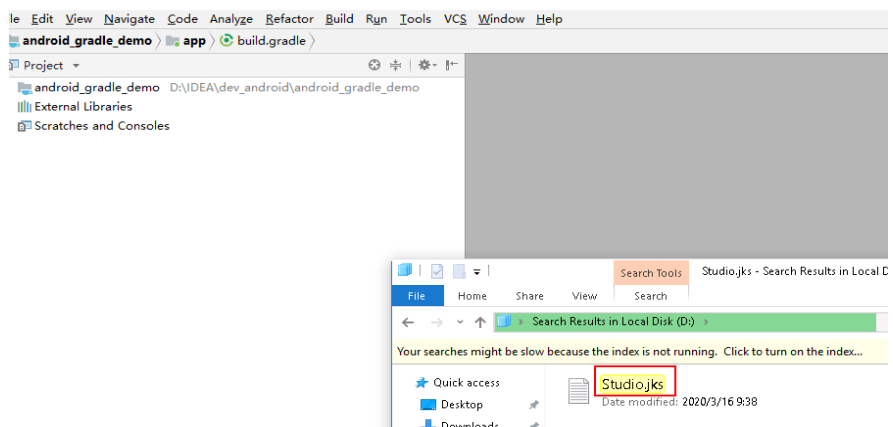 le Edit View Navigate Code Analyze Refactor Build Run Tools VCS Window Help
android_gradle_demo app build.gradle
Project
android_gradle_demo D:\IDEA\dev_android\android_gradle_demo
External Libraries
Scratches and Consoles
Search Tools Studio.jks - Search Results in Local D
File Home Share View Search
Search Results in Local Disk (D:)
Your searches might be slow because the index is not running. Click to turn on the index...
Quick access
Studio.jks
Desktop
Date modified: 2020/3/16 9:38
Downloads